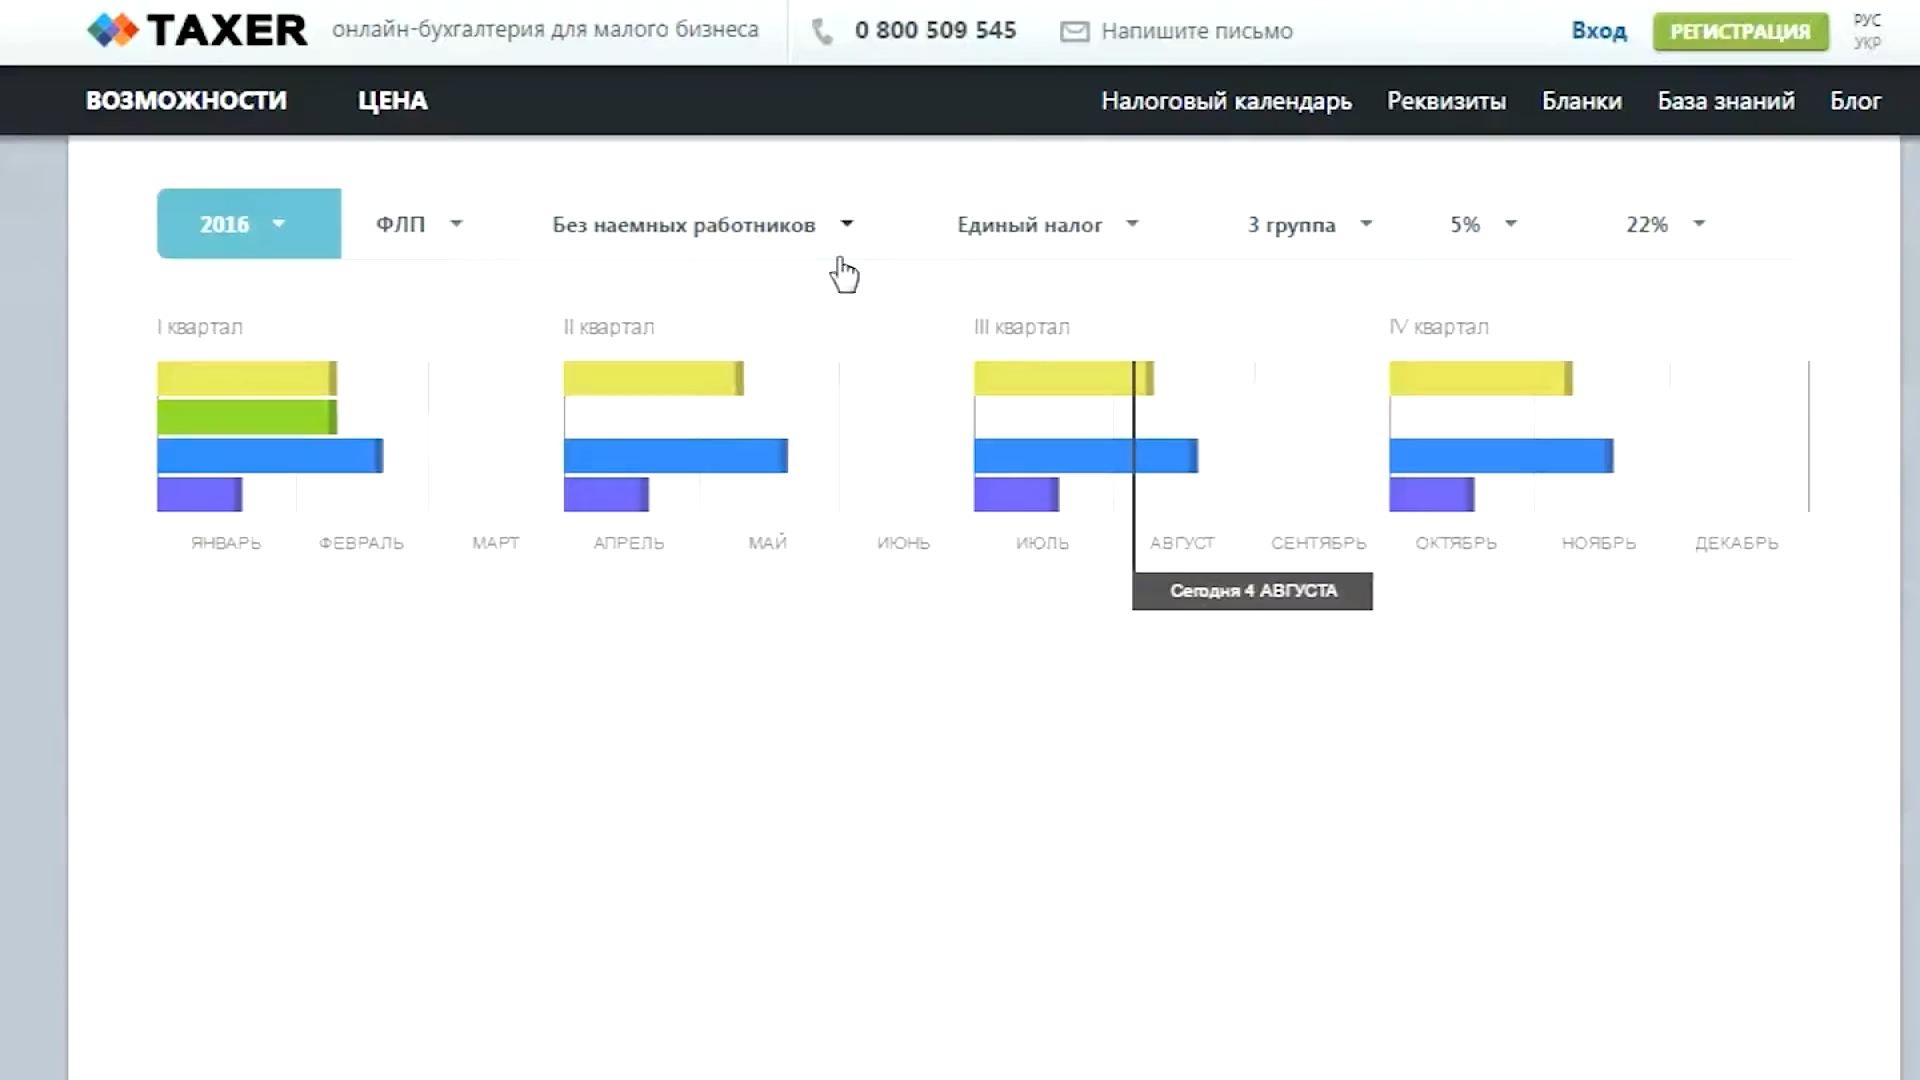 TAXER онлайн-бухгалтерия для малого бизнеса 0 800 509 545 Напишите письмо Вход РЕГИСТРАЦИЯ РУС
УКР
ВОЗМОЖНОСТИ ЦЕНА Налоговый календарь Реквизиты Бланки База знаний Блог
2016 ФЛП Без наемных работников Единый налог 3 группа 5% 22%
I квартал II квартал III квартал IV квартал
ЯНВАРЬ ФЕВРАЛЬ МАРТ АПРЕЛЬ МАЙ ИЮНЬ ИЮЛЬ АВГУСТ СЕНТЯБРЬ ОКТЯБРЬ НОЯБРЬ ДЕКАБРЬ
Сегодня 4 АВГУСТА